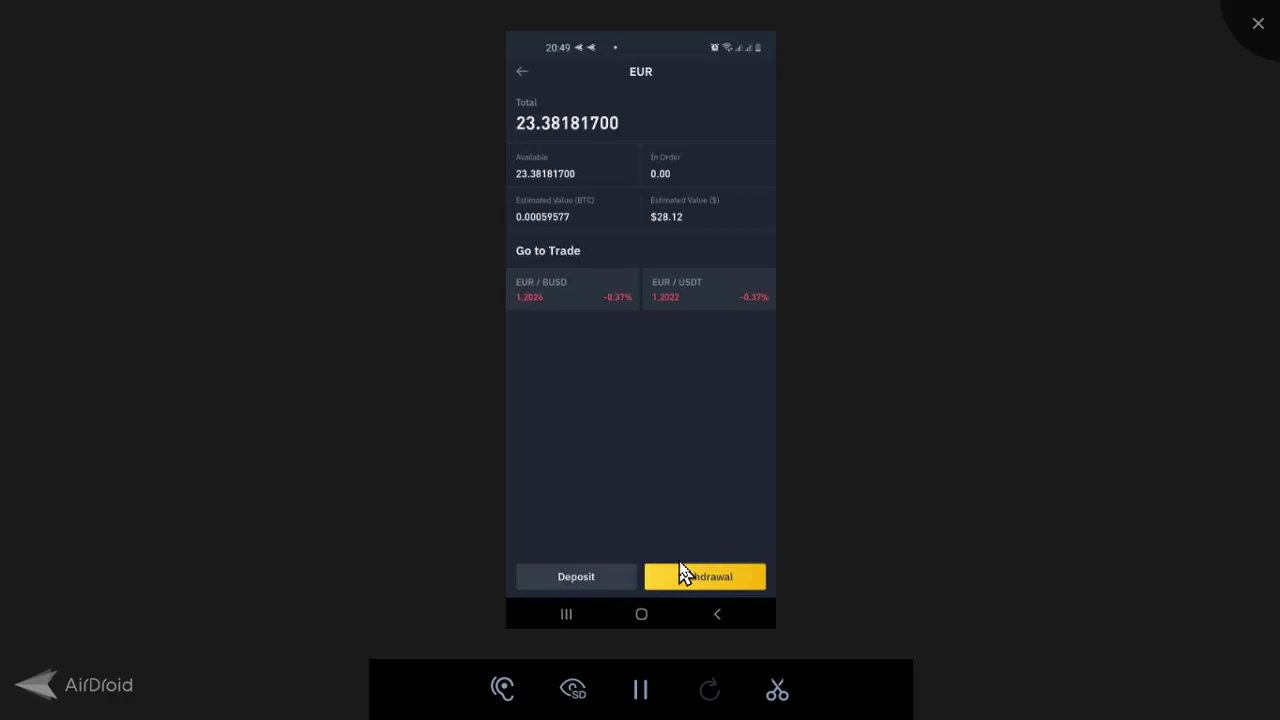 20:49
EUR
Total
23.38181700
Available
In Order
23.38181700
0.00
Estimated Value (BTC)
Estimated Value ($)
0.00059577
$28.12
Go to Trade
EUR / BUSD
EUR / USDT
1.2026 -0.37%
1.2022 -0.37%
Deposit
hdrawal
SD
AirDroid